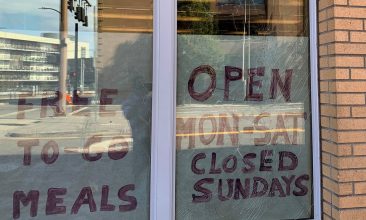 FREE
TO-GO
MEALS
OPEN
MON-SAT
CLOSED
SUNDAYS